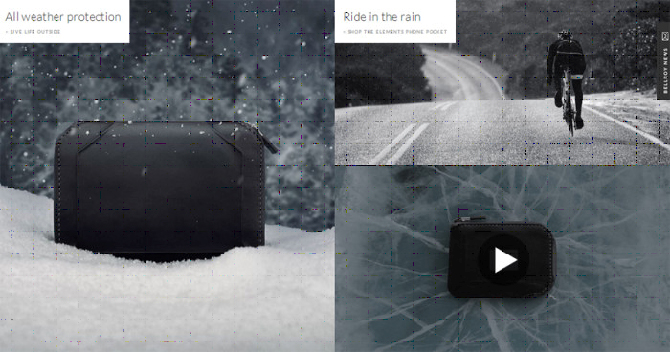 All weather protection
> LIVE LIFE OUTSIDE
Ride in the rain
> SHOP THE ELEMENTS PHONE POCKET
BELLROY NEWS